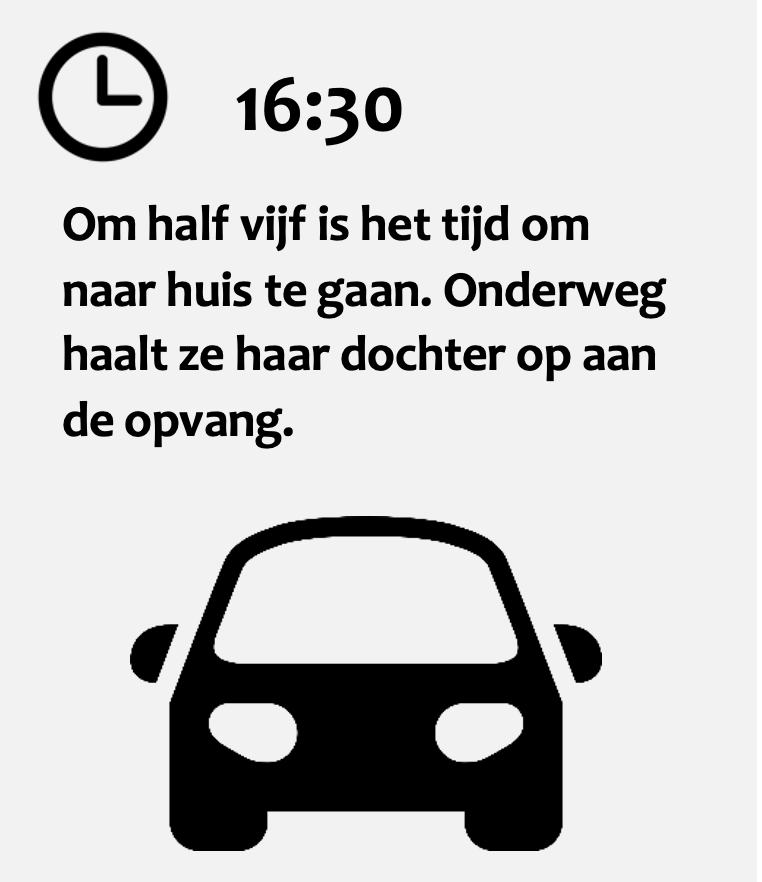 16:30
Om half vijf is het tijd om
naar huis te gaan. Onderweg
haalt ze haar dochter op aan
de opvang.